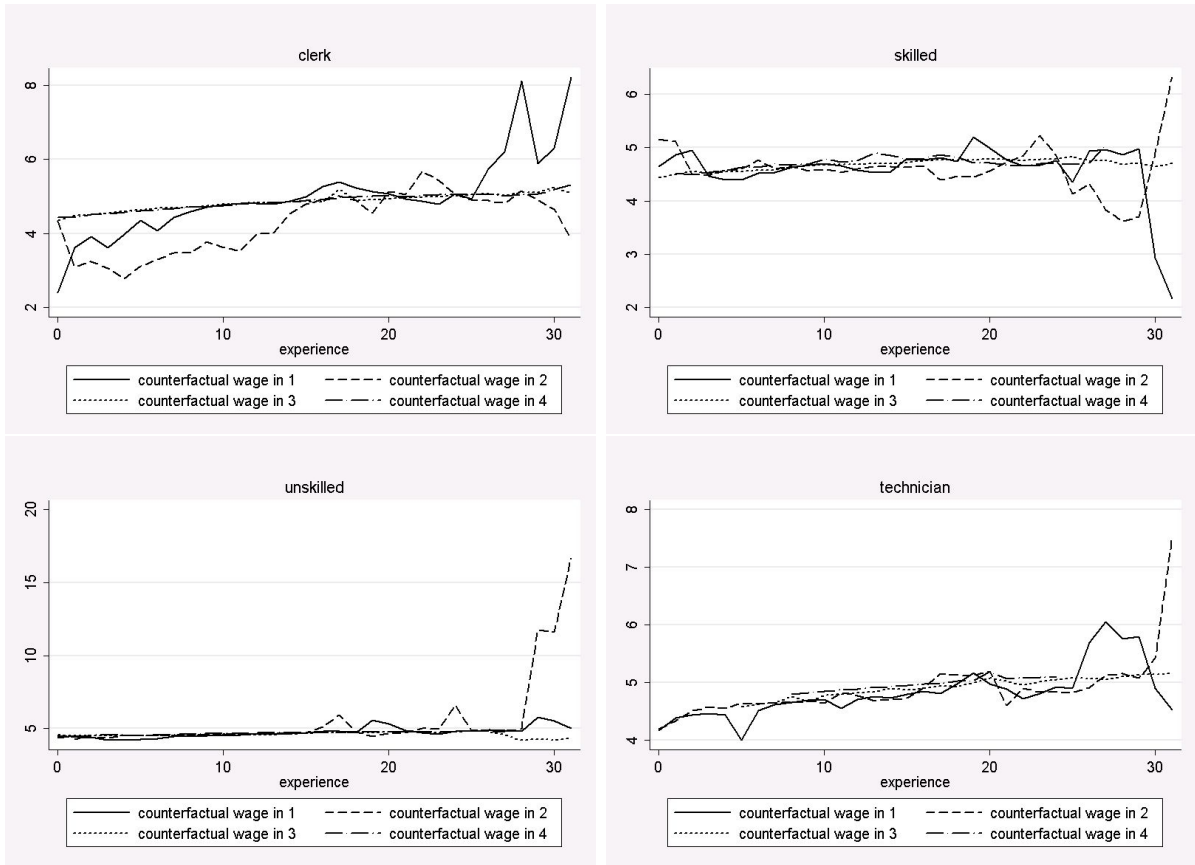 clerk
8
6
4
2
0 10 20 30
experience
counterfactual wage in 1 counterfactual wage in 2
counterfactual wage in 3 counterfactual wage in 4
skilled
6
5
4
3
2
0 10 20 30
experience
counterfactual wage in 1 counterfactual wage in 2
counterfactual wage in 3 counterfactual wage in 4
unskilled
20
15
10
5
0 10 20 30
experience
counterfactual wage in 1 counterfactual wage in 2
counterfactual wage in 3 counterfactual wage in 4
technician
8
7
6
5
4
0 10 20 30
experience
counterfactual wage in 1 counterfactual wage in 2
counterfactual wage in 3 counterfactual wage in 4